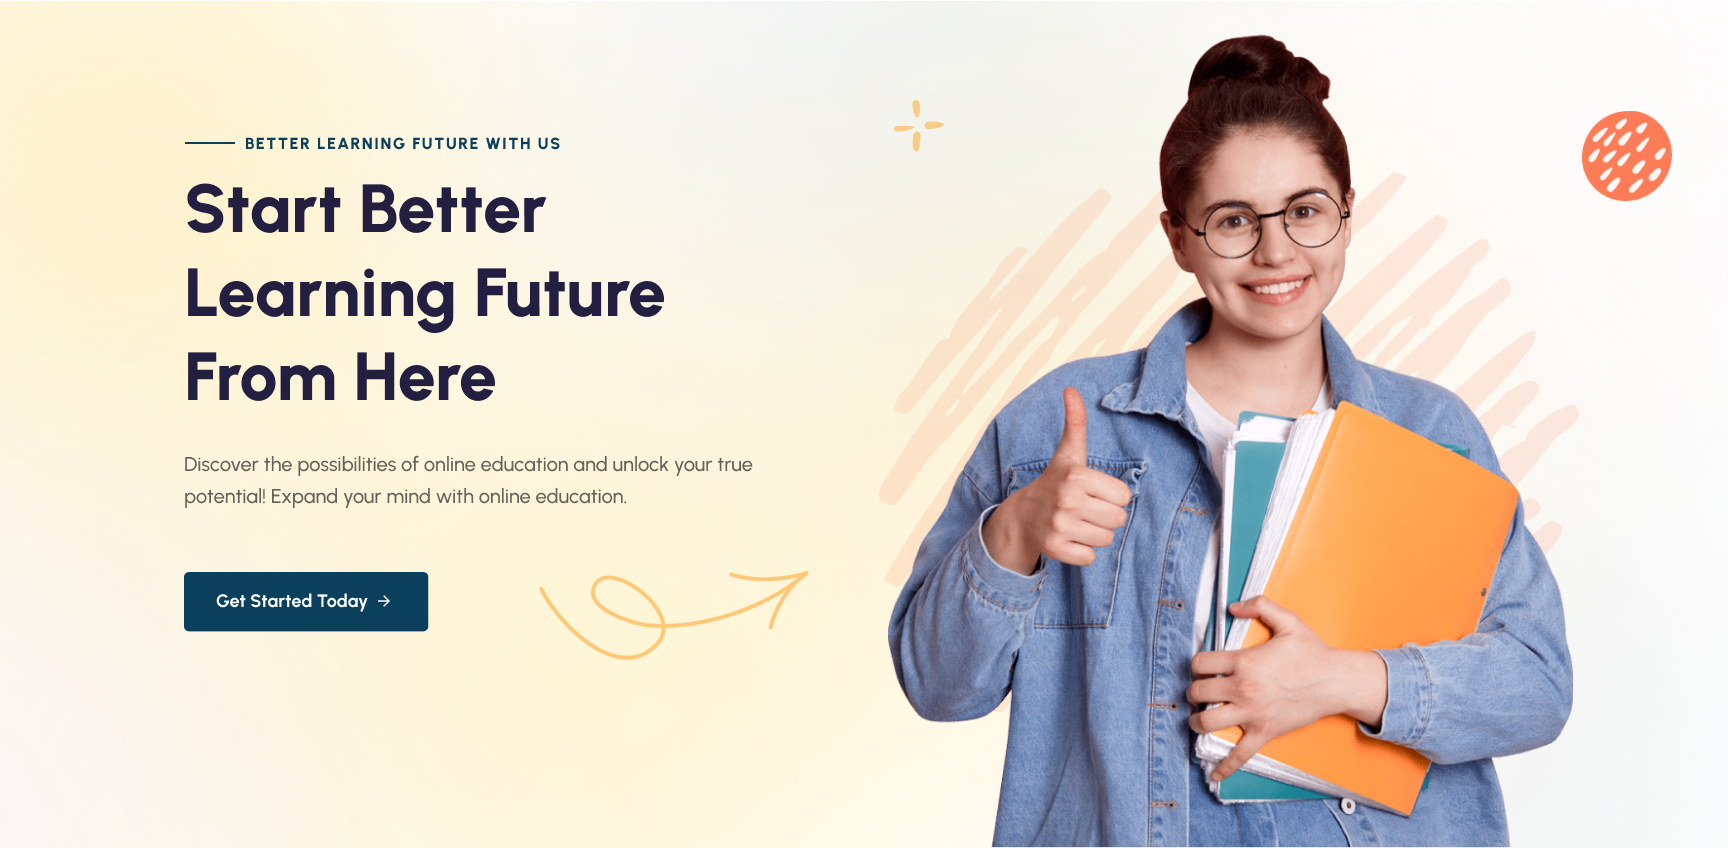 BETTER LEARNING FUTURE WITH US
Start Better
Learning Future
From Here
Discover the possibilities of online education and unlock your true
potential! Expand your mind with online education.
Get Started Today →